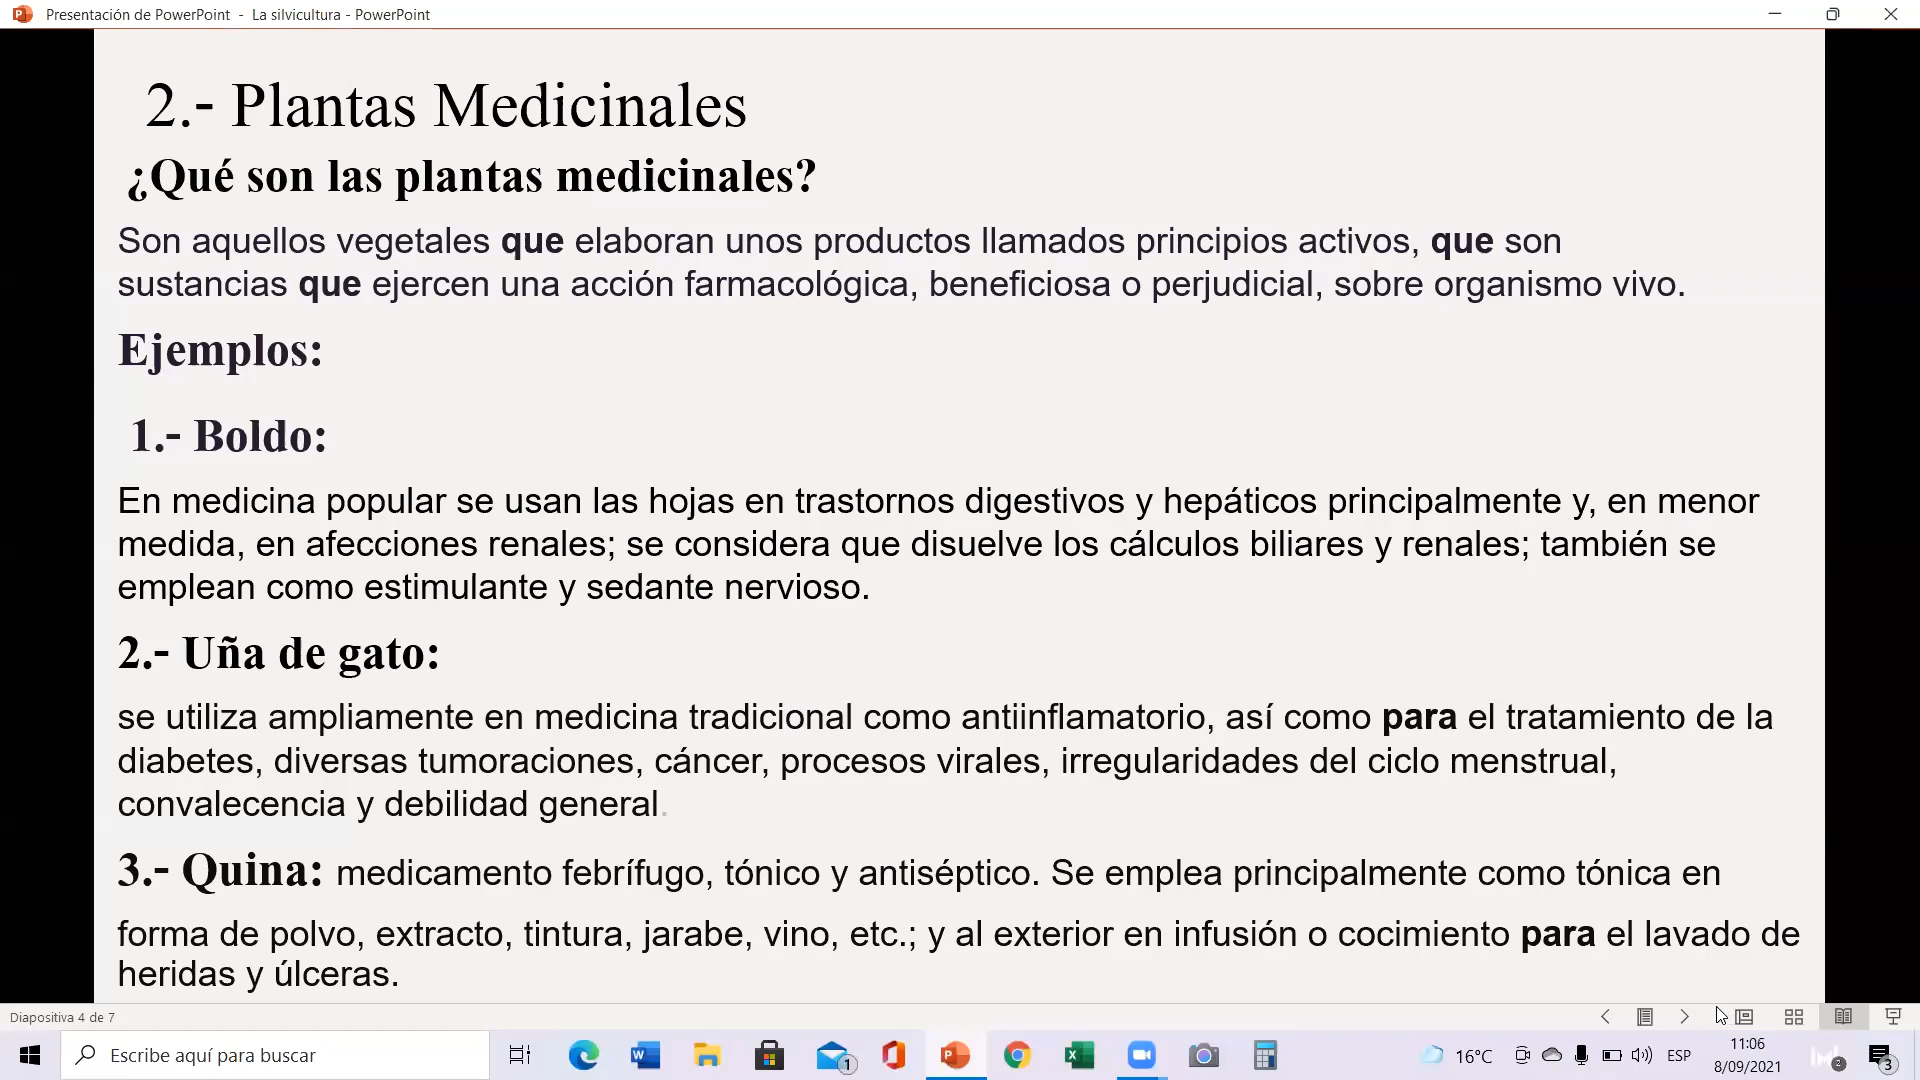 Presentación de PowerPoint - La silvicultura - PowerPoint
2.- Plantas Medicinales
¿Qué son las plantas medicinales?
Son aquellos vegetales que elaboran unos productos llamados principios activos, que son
sustancias que ejercen una acción farmacológica, beneficiosa o perjudicial, sobre organismo vivo.
Ejemplos:
1.- Boldo:
En medicina popular se usan las hojas en trastornos digestivos y hepáticos principalmente y, en menor
medida, en afecciones renales; se considera que disuelve los cálculos biliares y renales; también se
emplean como estimulante y sedante nervioso.
2.- Uña de gato:
se utiliza ampliamente en medicina tradicional como antiinflamatorio, así como para el tratamiento de la
diabetes, diversas tumoraciones, cáncer, procesos virales, irregularidades del ciclo menstrual,
convalecencia y debilidad general.
3.- Quina: medicamento febrífugo, tónico y antiséptico. Se emplea principalmente como tónica en
forma de polvo, extracto, tintura, jarabe, vino, etc.; y al exterior en infusión o cocimiento para el lavado de
heridas y úlceras.
Diapositiva 4 de 7
Escribe aquí para buscar
1
16°C
ESP
11:06
8/09/2021
2
3